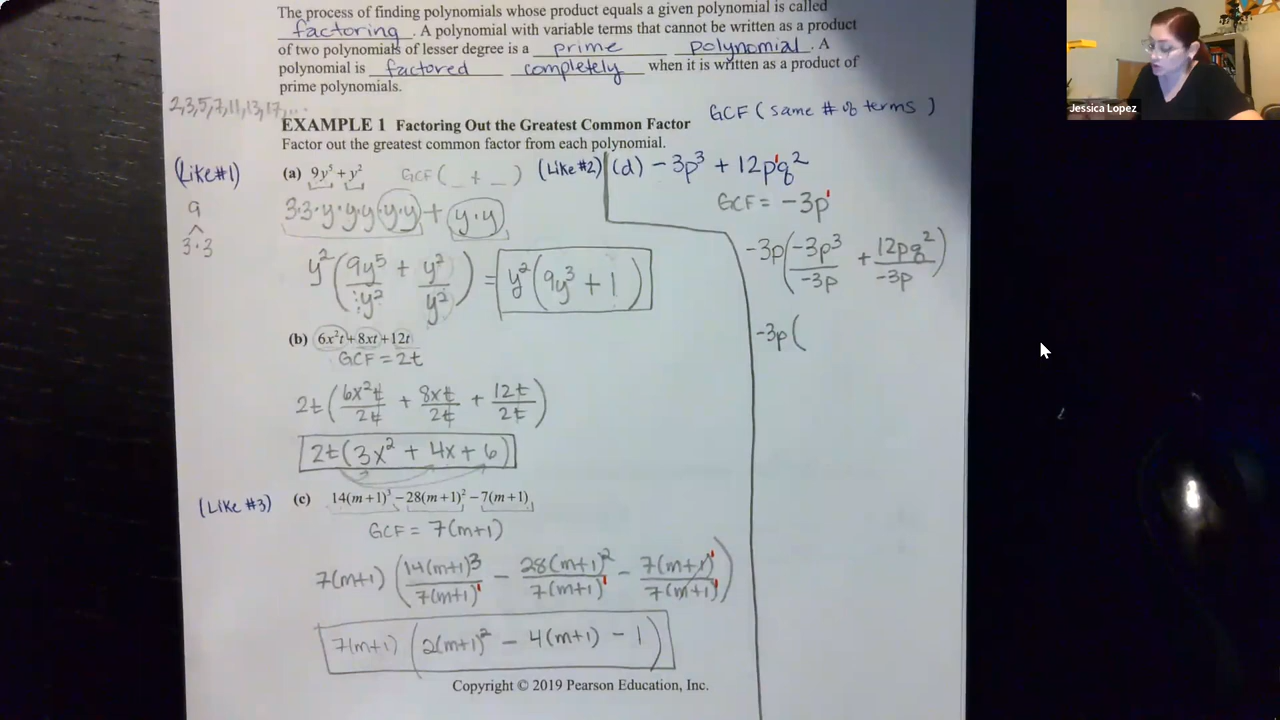 The process of finding polynomials whose product equals a given polynomial is called
factoring. A polynomial with variable terms that cannot be written as a product
of two polynomials of lesser degree is a prime polynomial. A
polynomial is factored completely when it is written as a product of
prime polynomials.
2,3,5,7,11,13,17,...
GCF (same # of terms)
EXAMPLE 1 Factoring Out the Greatest Common Factor
Factor out the greatest common factor from each polynomial.
(Like #1)
(a) 9y⁵ + y²
GCF ( _ + _ )
9
3·3
3·3·y·y·y·y·y + y·y
y² (9y⁵/y² + y²/y²) = y² (9y³ + 1)
(b) 6x²t + 8xt + 12t
GCF = 2t
2t (6x²t/2t + 8xt/2t + 12t/2t)
2t (3x² + 4x + 6)
(Like #3)
(c) 14(m+1)³ − 28(m+1)² − 7(m+1)
GCF = 7(m+1)
7(m+1) (14(m+1)³/7(m+1)¹ − 28(m+1)²/7(m+1)¹ − 7(m+1)¹/7(m+1)¹)
7(m+1) (2(m+1)² − 4(m+1) − 1)
(Like #2) (d) −3p³ + 12p¹q²
GCF = −3p¹
−3p (−3p³/−3p + 12pq²/−3p)
−3p (
Copyright © 2019 Pearson Education, Inc.
Jessica Lopez